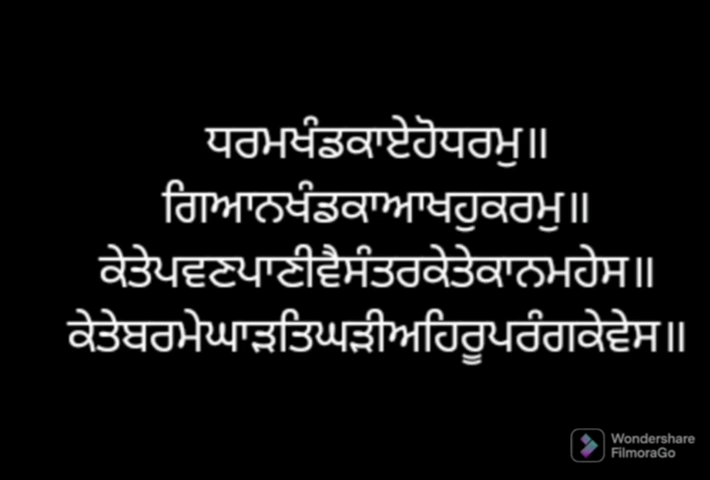 ਧਰਮਖੰਡਕਾਏਹੋਧਰਮੁ॥
ਗਿਆਨਖੰਡਕਾਆਖਹੁਕਰਮੁ॥
ਕੇਤੇਪਵਣਪਾਣੀਵੈਸੰਤਰਕੇਤੇਕਾਨਮਹੇਸ॥
ਕੇਤੇਬਰਮੇਘਾੜਤਿਘੜੀਅਹਿਰੂਪਰੰਗਕੇਵੇਸ॥
Wondershare
FilmoraGo